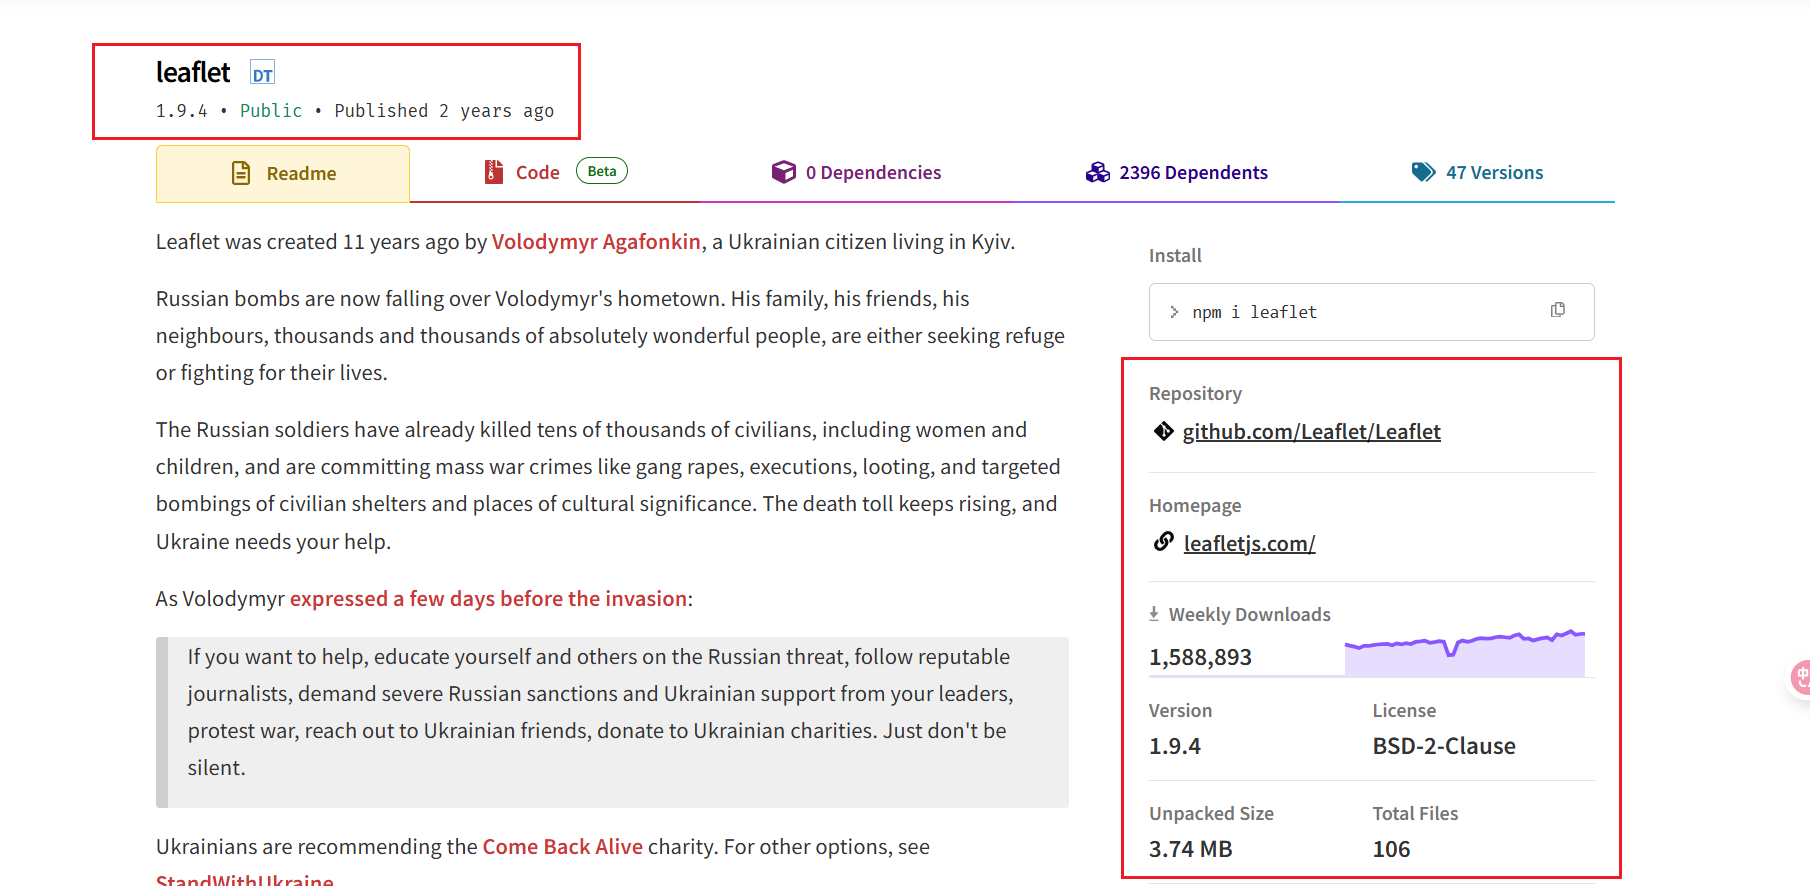 leaflet DT
1.9.4 • Public • Published 2 years ago
Readme
Code Beta
0 Dependencies
2396 Dependents
47 Versions
Leaflet was created 11 years ago by Volodymyr Agafonkin, a Ukrainian citizen living in Kyiv.
Russian bombs are now falling over Volodymyr's hometown. His family, his friends, his
neighbours, thousands and thousands of absolutely wonderful people, are either seeking refuge
or fighting for their lives.
The Russian soldiers have already killed tens of thousands of civilians, including women and
children, and are committing mass war crimes like gang rapes, executions, looting, and targeted
bombings of civilian shelters and places of cultural significance. The death toll keeps rising, and
Ukraine needs your help.
As Volodymyr expressed a few days before the invasion:
If you want to help, educate yourself and others on the Russian threat, follow reputable
journalists, demand severe Russian sanctions and Ukrainian support from your leaders,
protest war, reach out to Ukrainian friends, donate to Ukrainian charities. Just don't be
silent.
Ukrainians are recommending the Come Back Alive charity. For other options, see
StandWithUkraine
Install
> npm i leaflet
Repository
github.com/Leaflet/Leaflet
Homepage
leafletjs.com/
Weekly Downloads
1,588,893
Version
1.9.4
License
BSD-2-Clause
Unpacked Size
3.74 MB
Total Files
106
中